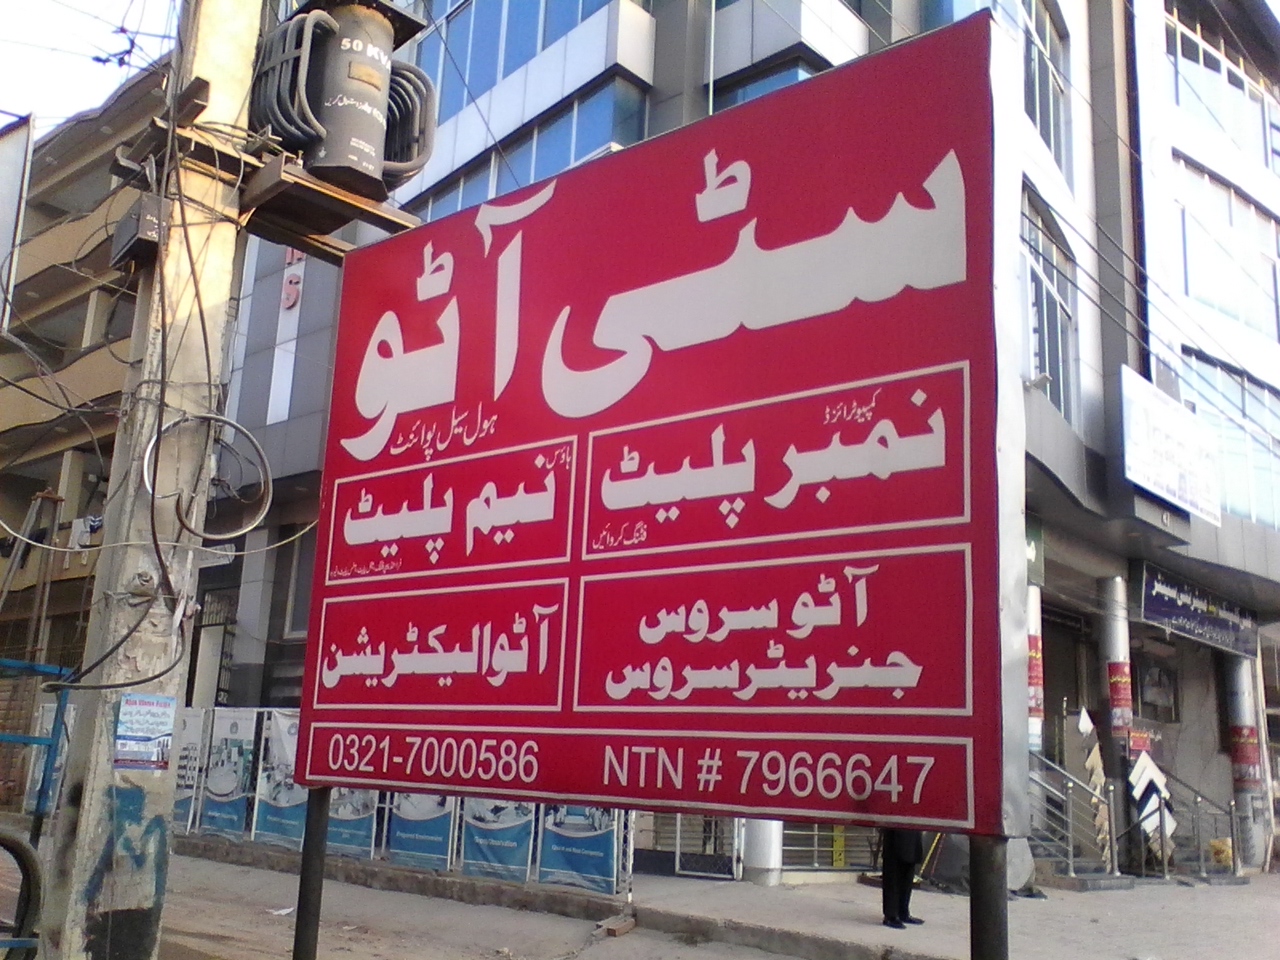 50 KVA
سٹی آٹو
ہول سیل پوائنٹ
کمپیوٹرائزڈ
نمبر پلیٹ
فٹنگ کروائیں
ہاؤس
نیم پلیٹ
آٹو سروس
جنریٹر سروس
آٹو الیکٹریشن
0321-7000586
NTN # 7966647